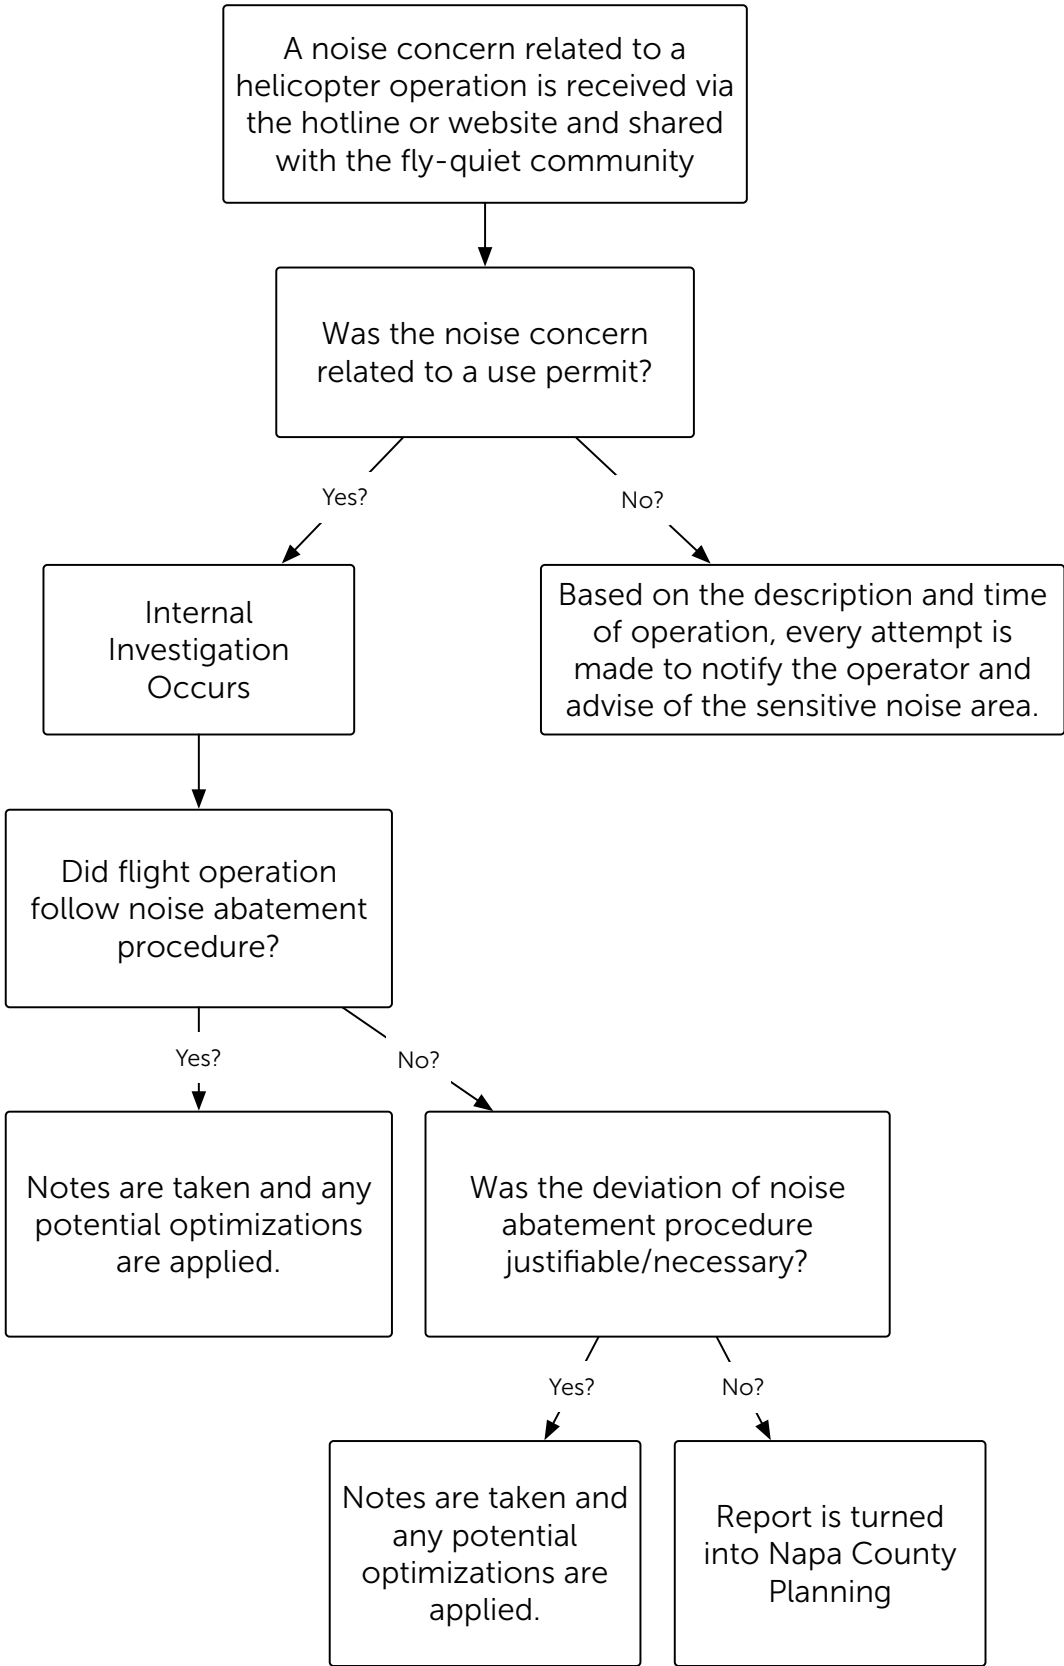 A noise concern related to a
helicopter operation is received via
the hotline or website and shared
with the fly-quiet community
Was the noise concern
related to a use permit?
Yes?
No?
Internal
Investigation
Occurs
Based on the description and time
of operation, every attempt is
made to notify the operator and
advise of the sensitive noise area.
Did flight operation
follow noise abatement
procedure?
Yes?
No?
Notes are taken and any
potential optimizations
are applied.
Was the deviation of noise
abatement procedure
justifiable/necessary?
Yes?
No?
Notes are taken and
any potential
optimizations are
applied.
Report is turned
into Napa County
Planning